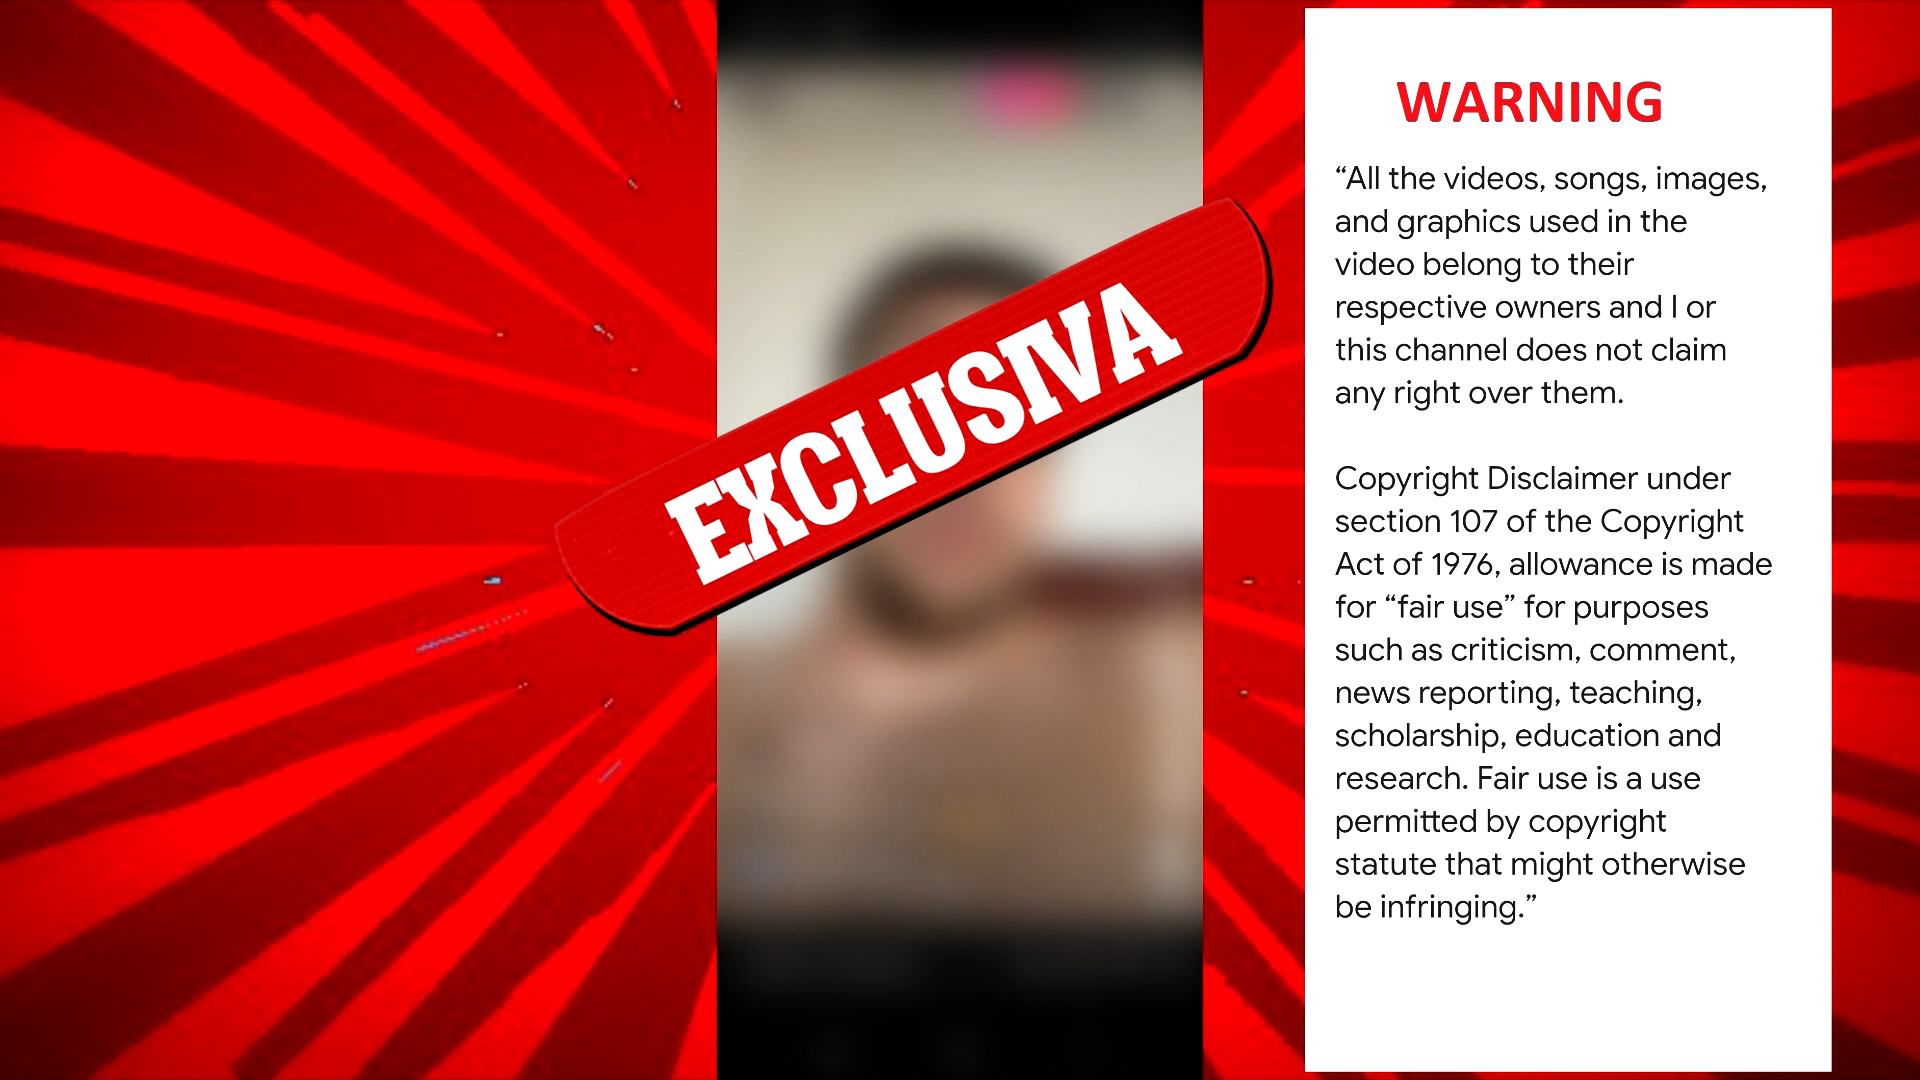 EXCLUSIVA
WARNING
“All the videos, songs, images,
and graphics used in the
video belong to their
respective owners and I or
this channel does not claim
any right over them.
Copyright Disclaimer under
section 107 of the Copyright
Act of 1976, allowance is made
for “fair use” for purposes
such as criticism, comment,
news reporting, teaching,
scholarship, education and
research. Fair use is a use
permitted by copyright
statute that might otherwise
be infringing.”